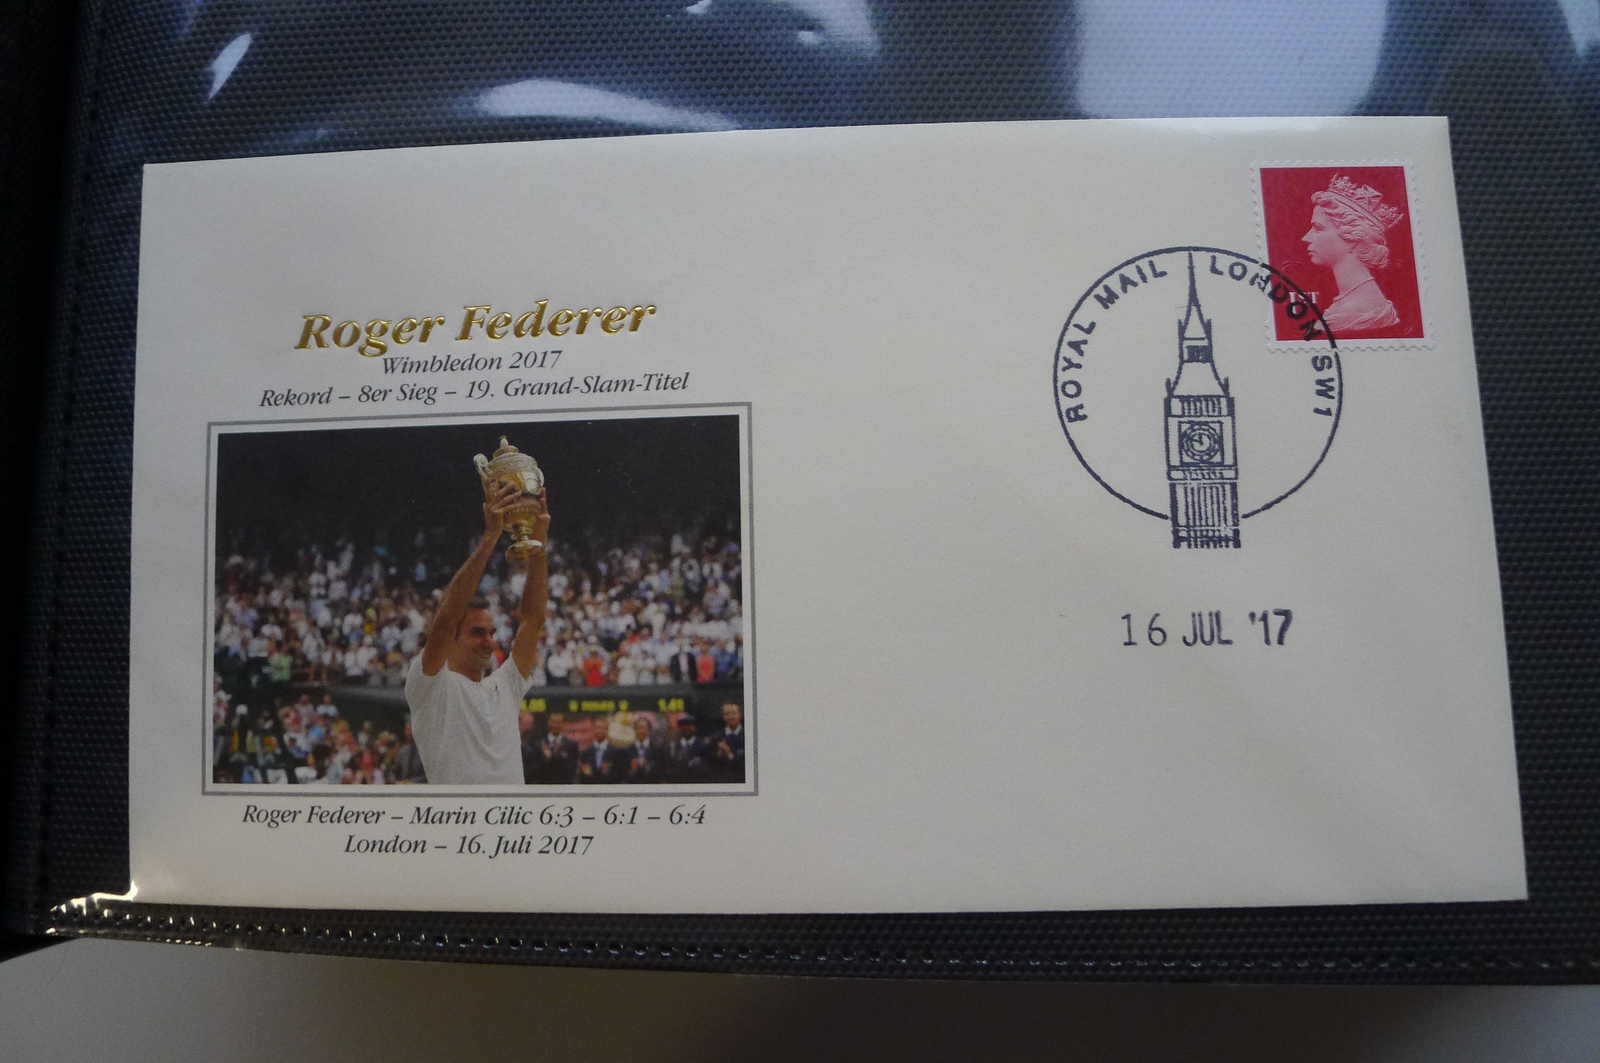 Roger Federer
Wimbledon 2017
Rekord – 8er Sieg – 19. Grand-Slam-Titel
Roger Federer – Marin Cilic 6:3 – 6:1 – 6:4
London – 16. Juli 2017
1ST
ROYAL MAIL LONDON SW1
16 JUL '17